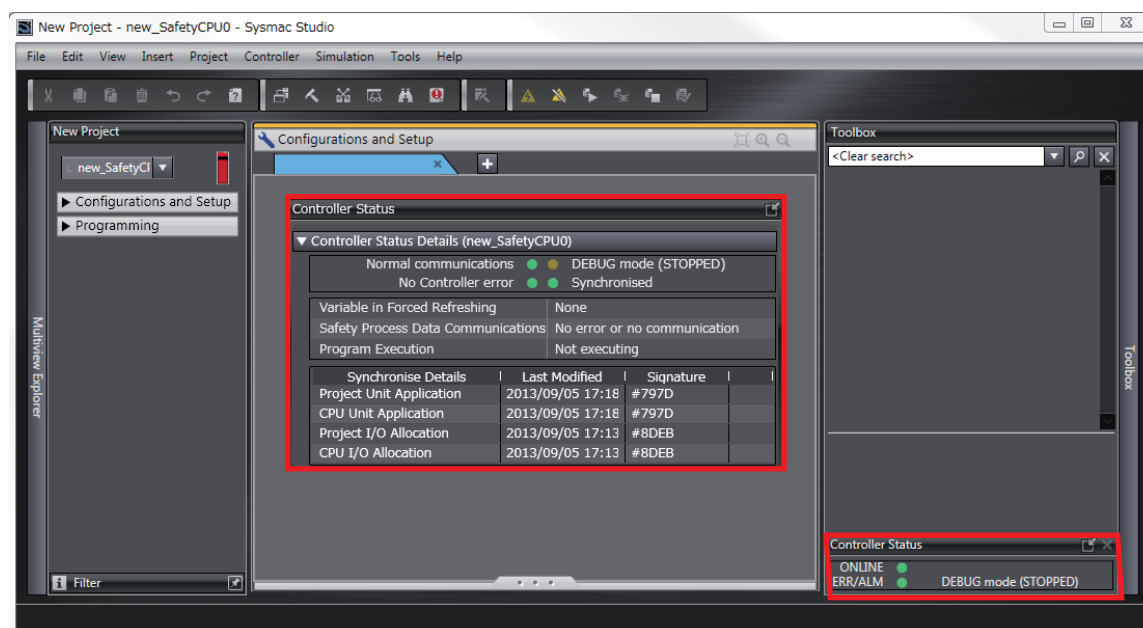 New Project - new_SafetyCPU0 - Sysmac Studio
File Edit View Insert Project Controller Simulation Tools Help
New Project
new_SafetyCl
Configurations and Setup
Programming
Multiview Explorer
Filter
Configurations and Setup
Controller Status
Controller Status Details (new_SafetyCPU0)
Normal communications DEBUG mode (STOPPED)
No Controller error Synchronised
Variable in Forced Refreshing None
Safety Process Data Communications No error or no communication
Program Execution Not executing
Synchronise Details Last Modified Signature
Project Unit Application 2013/09/05 17:18 #797D
CPU Unit Application 2013/09/05 17:18 #797D
Project I/O Allocation 2013/09/05 17:13 #8DEB
CPU I/O Allocation 2013/09/05 17:13 #8DEB
Toolbox
<Clear search>
Toolbox
Controller Status
ONLINE
ERR/ALM DEBUG mode (STOPPED)